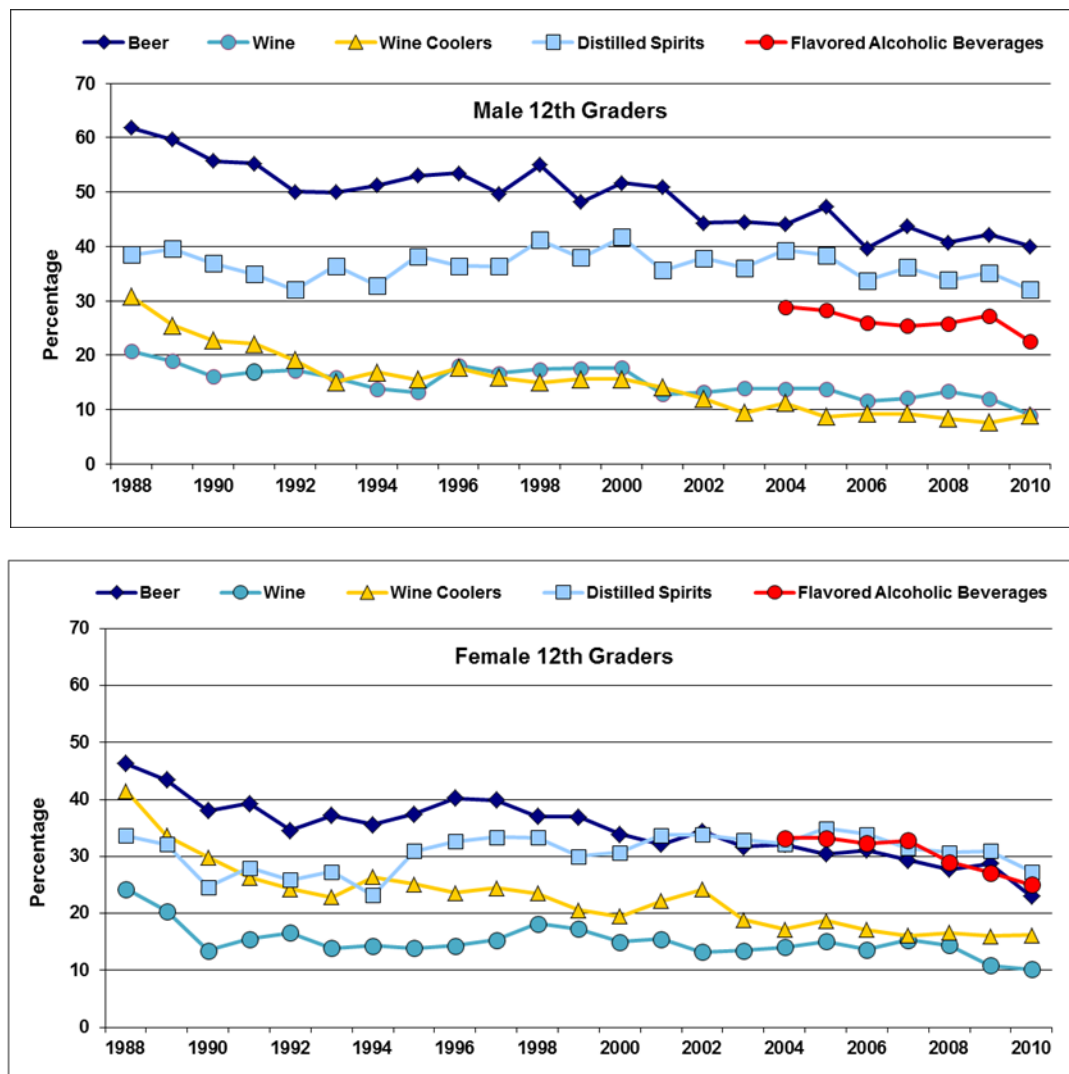 Beer Wine Wine Coolers Distilled Spirits Flavored Alcoholic Beverages
Male 12th Graders
Percentage
70
60
50
40
30
20
10
0
1988 1990 1992 1994 1996 1998 2000 2002 2004 2006 2008 2010
Beer Wine Wine Coolers Distilled Spirits Flavored Alcoholic Beverages
Female 12th Graders
Percentage
70
60
50
40
30
20
10
0
1988 1990 1992 1994 1996 1998 2000 2002 2004 2006 2008 2010